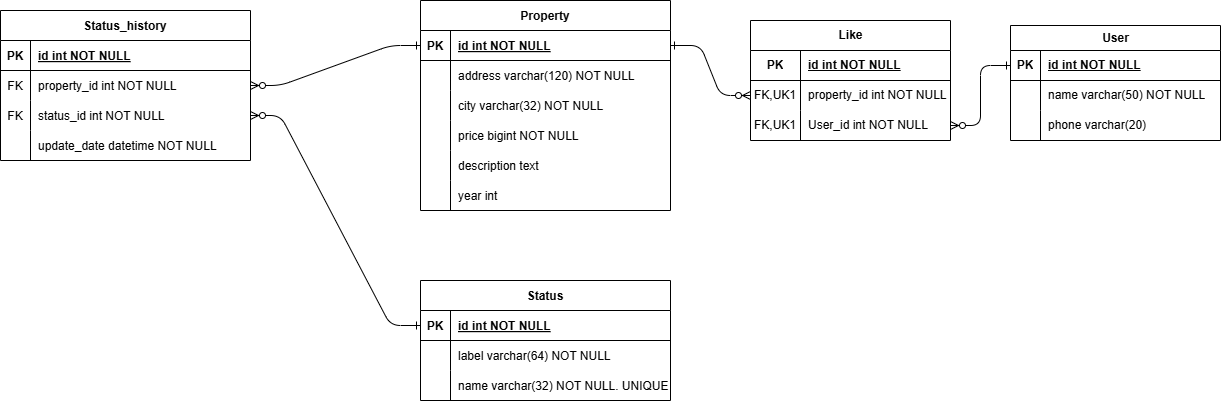 Status_history
PK id int NOT NULL
FK property_id int NOT NULL
FK status_id int NOT NULL
update_date datetime NOT NULL
Property
PK id int NOT NULL
address varchar(120) NOT NULL
city varchar(32) NOT NULL
price bigint NOT NULL
description text
year int
Like
PK id int NOT NULL
FK,UK1 property_id int NOT NULL
FK,UK1 User_id int NOT NULL
User
PK id int NOT NULL
name varchar(50) NOT NULL
phone varchar(20)
Status
PK id int NOT NULL
label varchar(64) NOT NULL
name varchar(32) NOT NULL. UNIQUE